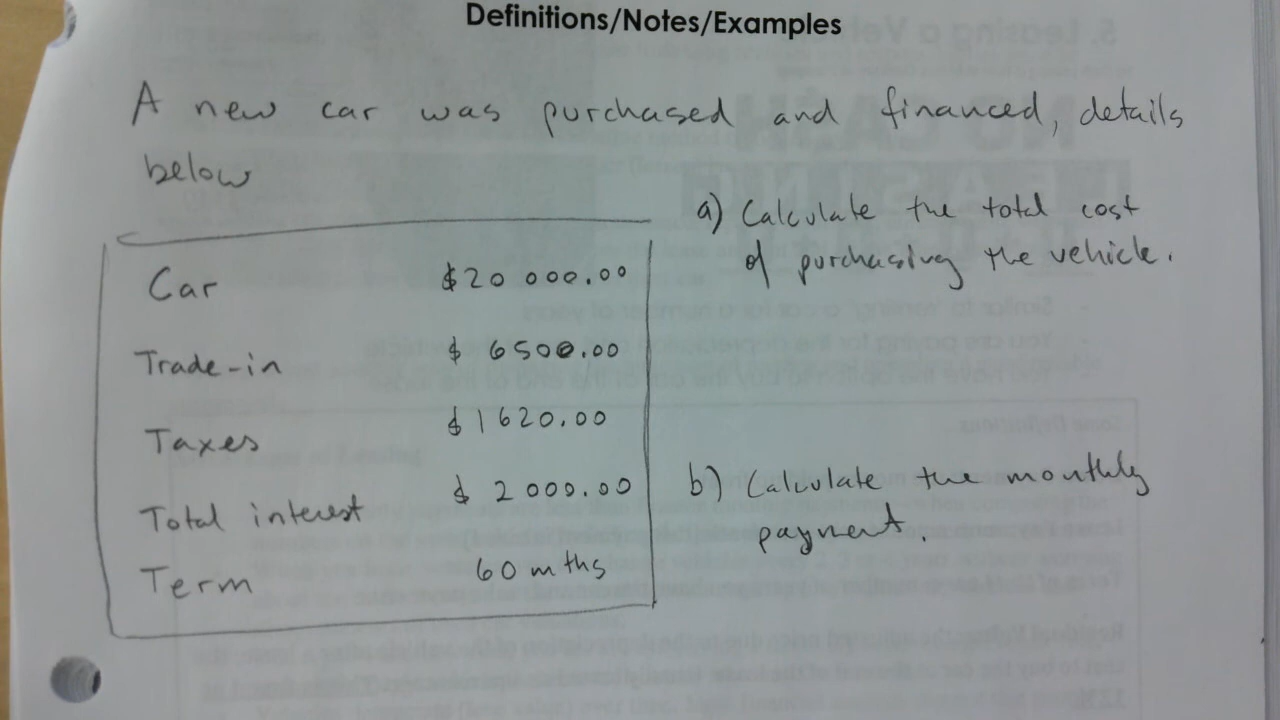 Definitions/Notes/Examples
A new car was purchased and financed, details
below
a) Calculate the total cost
of purchasing the vehicle.
Car $20 000.00
Trade-in $ 6500.00
Taxes $1620.00
Total interest $ 2000.00
Term 60 mths
b) Calculate the monthly
payment.